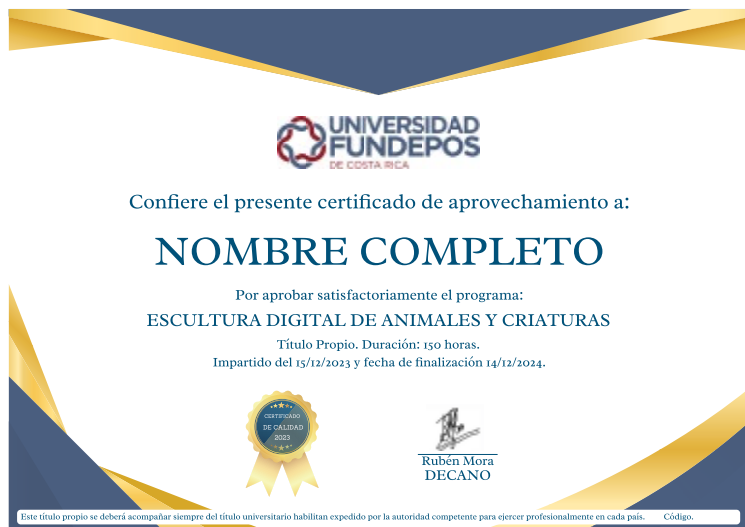 UNIVERSIDAD
FUNDEPOS
DE COSTA RICA
Confiere el presente certificado de aprovechamiento a:
NOMBRE COMPLETO
Por aprobar satisfactoriamente el programa:
ESCULTURA DIGITAL DE ANIMALES Y CRIATURAS
Título Propio. Duración: 150 horas.
Impartido del 15/12/2023 y fecha de finalización 14/12/2024.
CERTIFICADO
DE CALIDAD
2023
Rubén Mora
DECANO
Este título propio se deberá acompañar siempre del título universitario habilitan expedido por la autoridad competente para ejercer profesionalmente en cada país. Código.